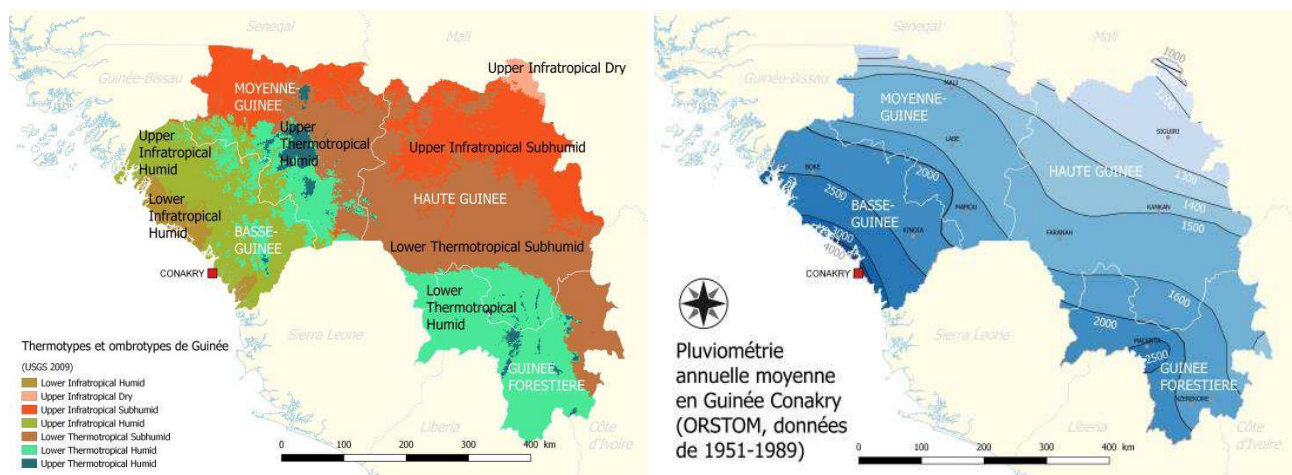 Senegal
Mali
Guinée-Bissau
Upper Infratropical Dry
MOYENNE-
GUINEE
Upper
Infratropical
Humid
Upper
Thermotropical
Humid
Upper Infratropical Subhumid
Lower
Infratropical
Humid
HAUTE GUINEE
BASSE-
GUINEE
Lower Thermotropical Subhumid
CONAKRY
Lower
Thermotropical
Humid
Sierra Leone
GUINEE
FORESTIERE
Liberia
Côte
d'Ivoire
Thermotypes et ombrotypes de Guinée
(USGS 2009)
Lower Infratropical Humid
Upper Infratropical Dry
Upper Infratropical Subhumid
Upper Infratropical Humid
Lower Thermotropical Subhumid
Lower Thermotropical Humid
Upper Thermotropical Humid
0 100 200 300 400 km
Senegal
Mali
Guinée-Bissau
1000
1200
MALI
MOYENNE-
GUINEE
SIGUIRI
LABE
BOKE
2000
HAUTE GUINEE
1300
2500
1400
BASSE-
GUINEE
MAMOU
KANKAN
1500
3000
KINDIA
FARANAH
4000
CONAKRY
1600
2000
Sierra Leone
MACENTA
2500
GUINEE
FORESTIERE
NZEREKORE
Liberia
Côte
d'Ivoire
Pluviométrie
annuelle moyenne
en Guinée Conakry
(ORSTOM, données
de 1951-1989)
0 100 200 300 400 km